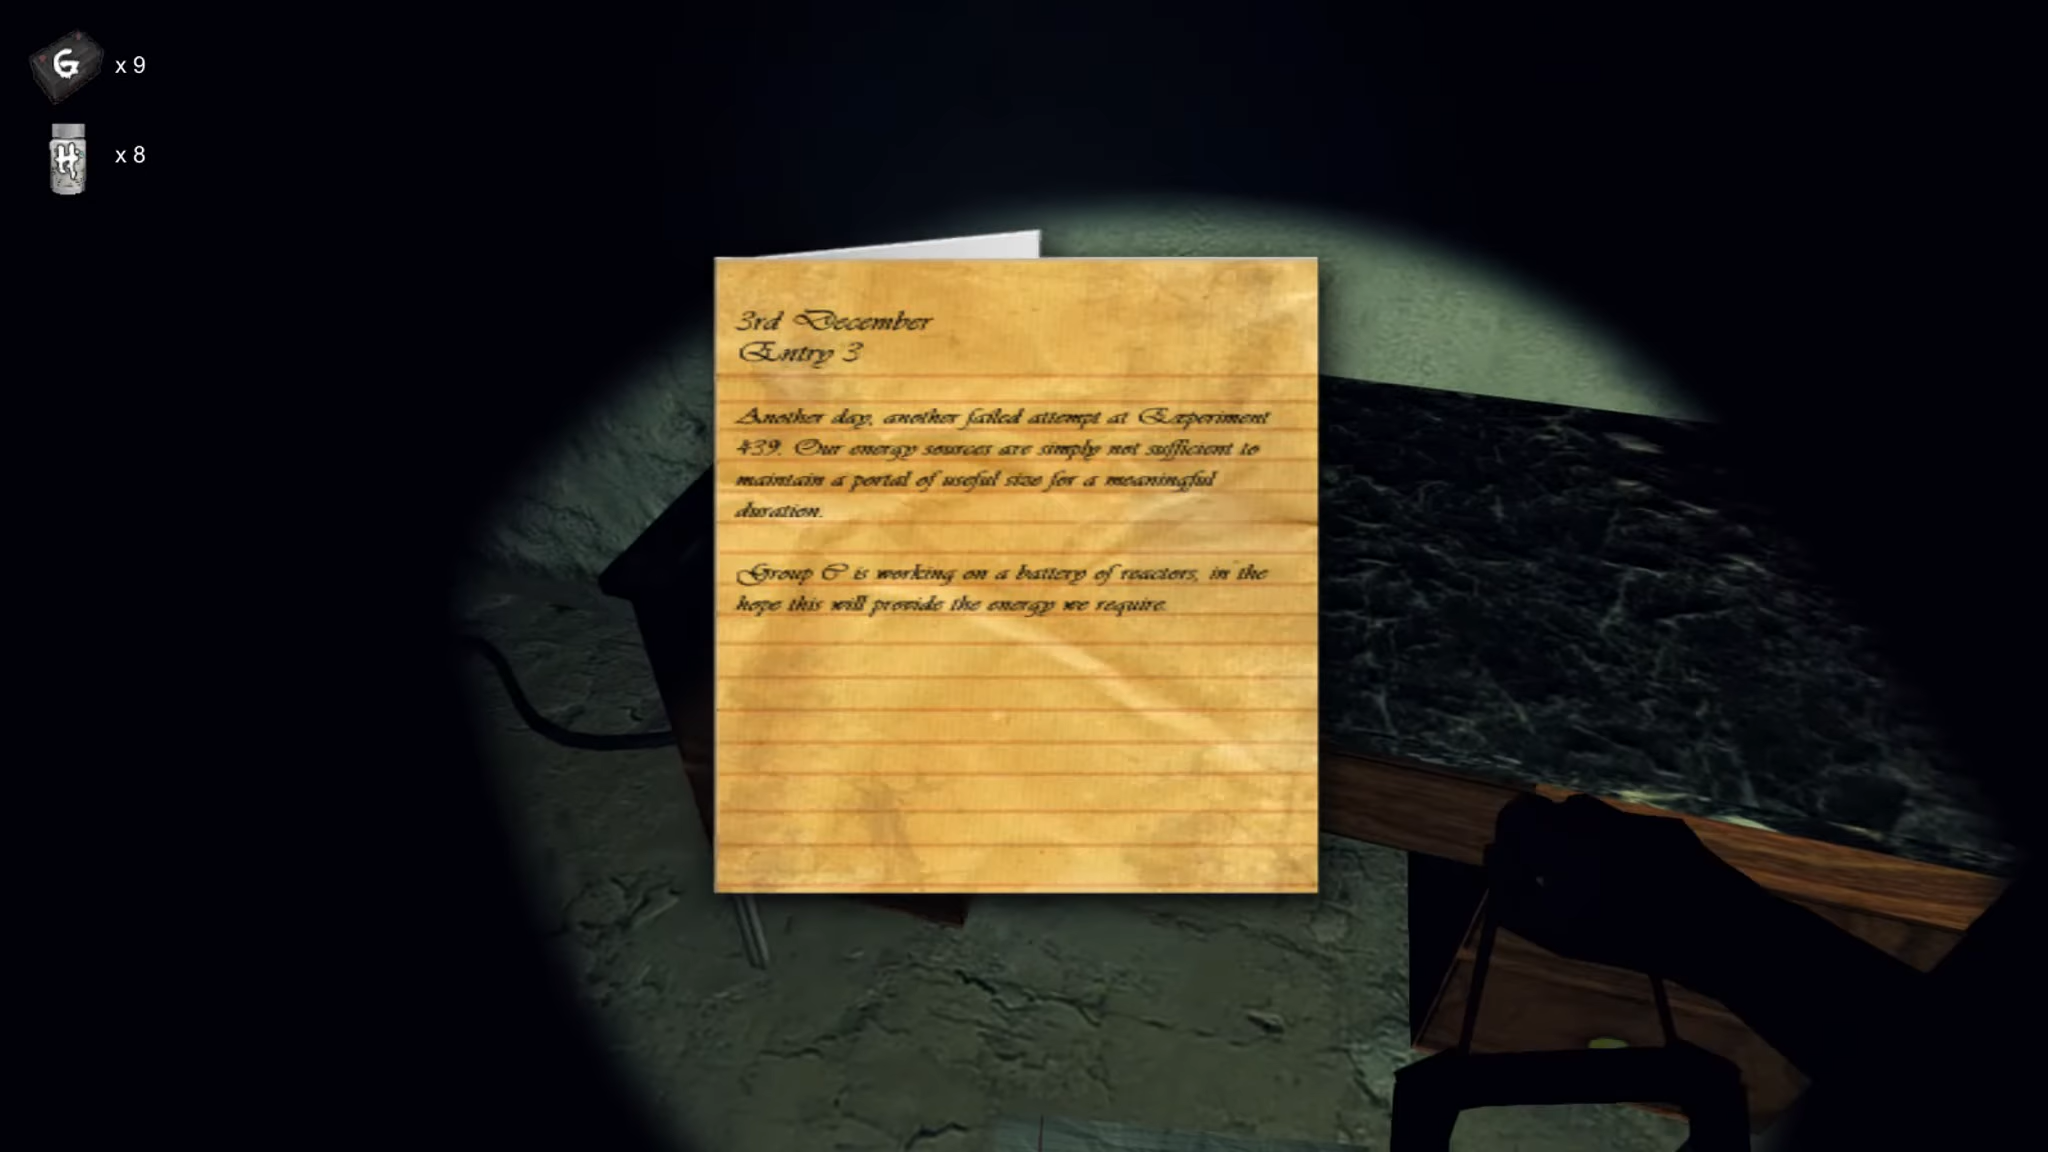 G x 9
H x 8
3rd December
Entry 3
Another day, another failed attempt at Experiment
439. Our energy sources are simply not sufficient to
maintain a portal of useful size for a meaningful
duration.
Group C is working on a battery of reactors, in the
hope this will provide the energy we require.